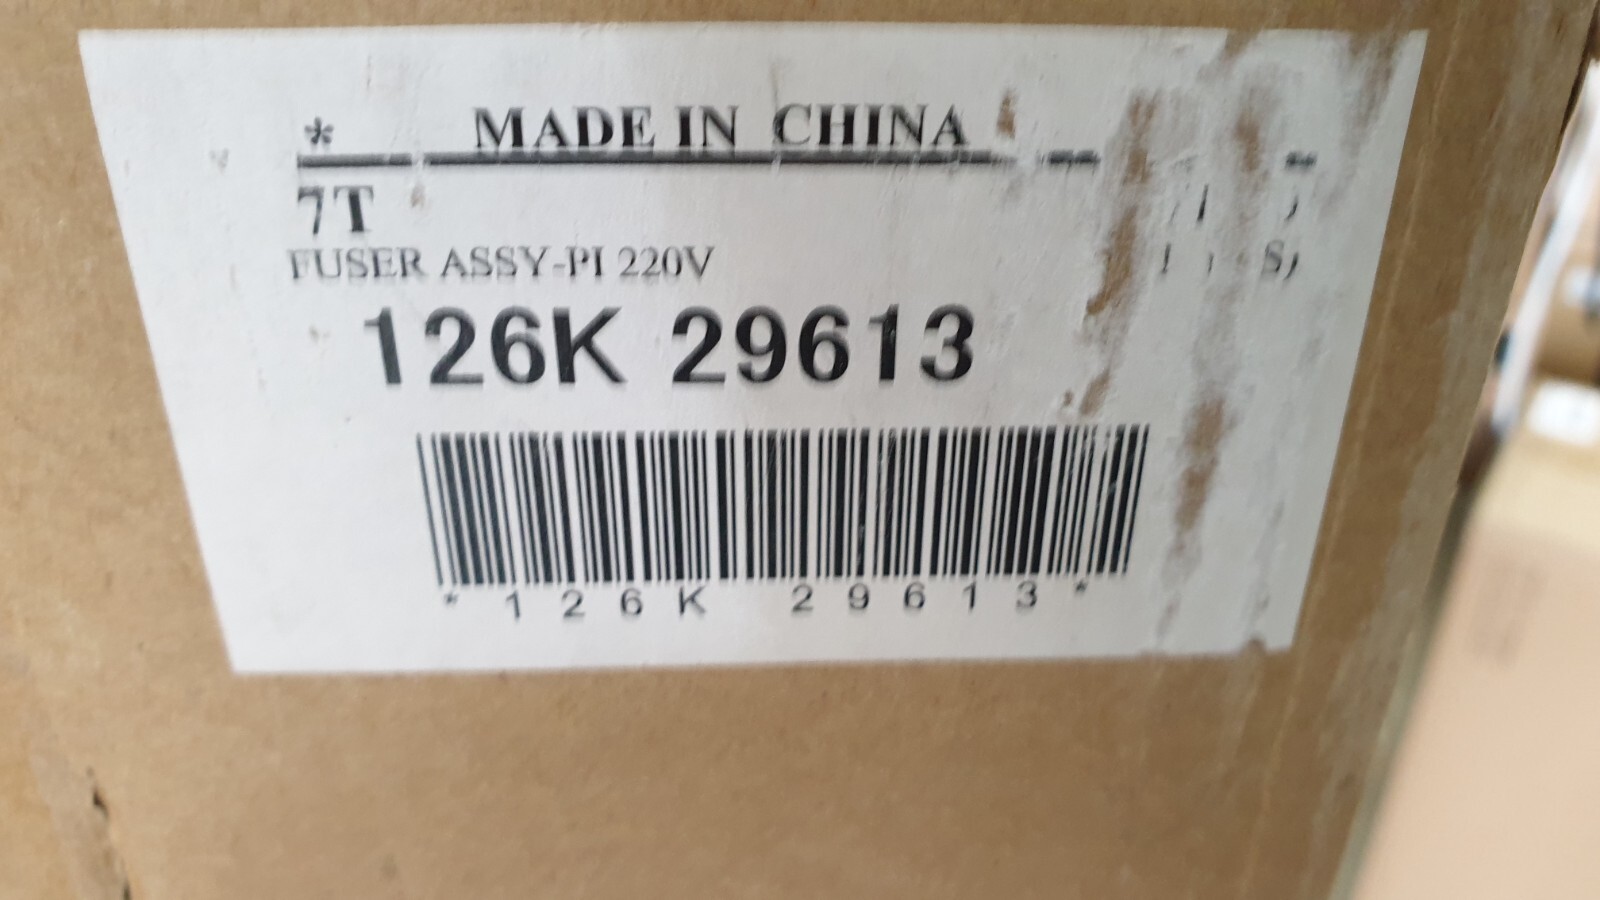 * MADE IN CHINA
7T
FUSER ASSY-PI 220V
126K 29613
*126K 29613*